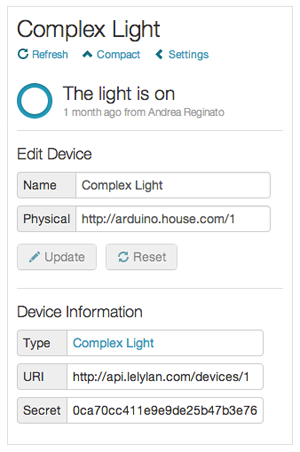 Complex Light
Refresh Compact Settings
The light is on
1 month ago from Andrea Reginato
Edit Device
Name Complex Light
Physical http://arduino.house.com/1
Update Reset
Device Information
Type Complex Light
URI http://api.lelylan.com/devices/1
Secret 0ca70cc411e9e9de25b47b3e76